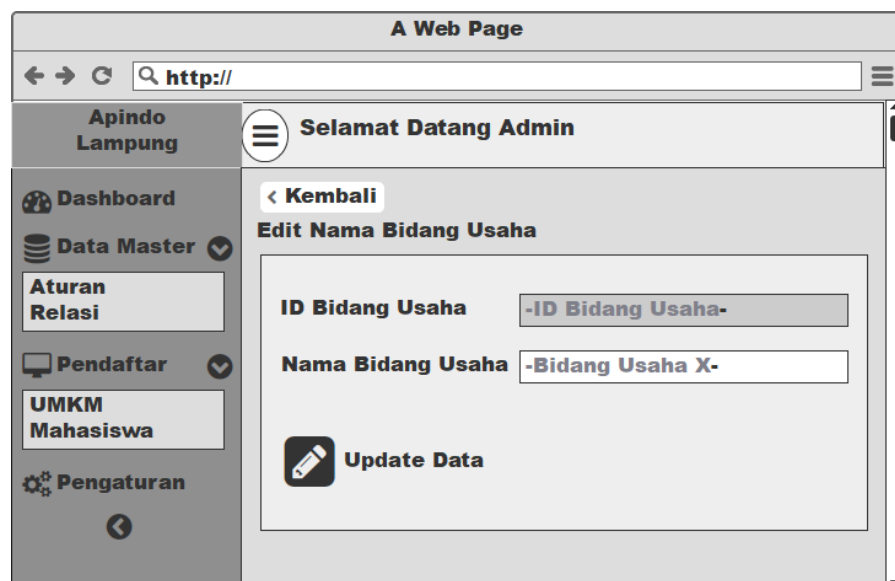 A Web Page
http://
Apindo
Lampung
Selamat Datang Admin
Dashboard
Data Master
Aturan
Relasi
Pendaftar
UMKM
Mahasiswa
Pengaturan
Kembali
Edit Nama Bidang Usaha
ID Bidang Usaha
-ID Bidang Usaha-
Nama Bidang Usaha
-Bidang Usaha X-
Update Data